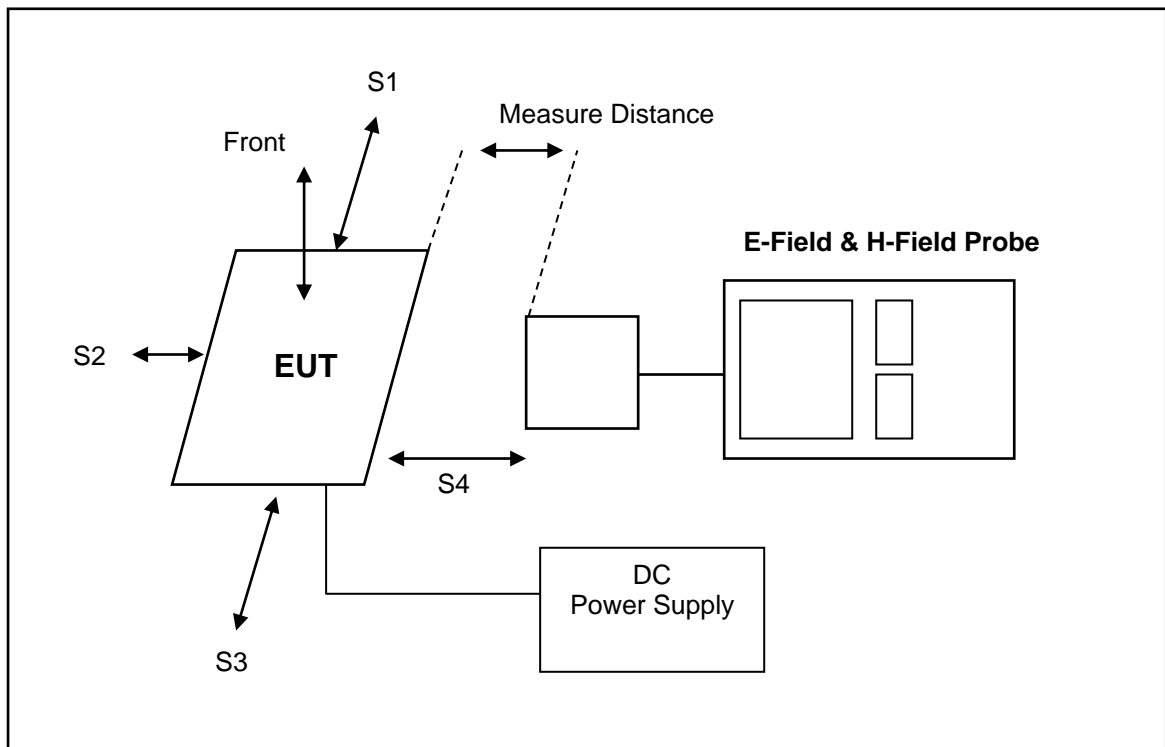 S1
Measure Distance
Front
E-Field & H-Field Probe
S2
EUT
S4
DC
Power Supply
S3